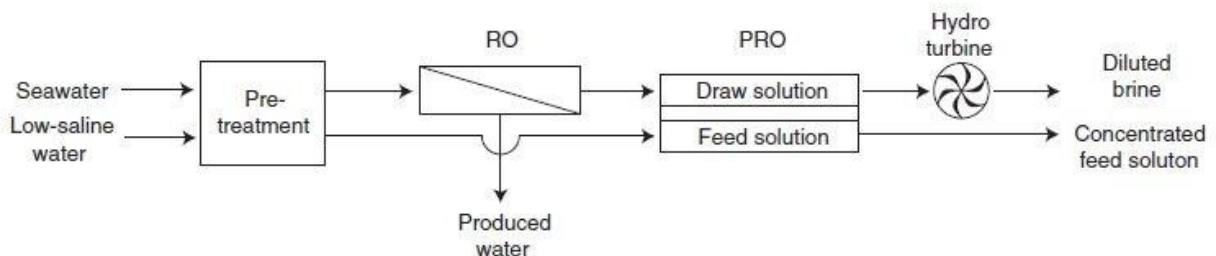 RO
PRO
Hydro
turbine
Seawater
Low-saline
water
Pre-
treatment
Draw solution
Feed solution
Diluted
brine
Concentrated
feed soluton
Produced
water